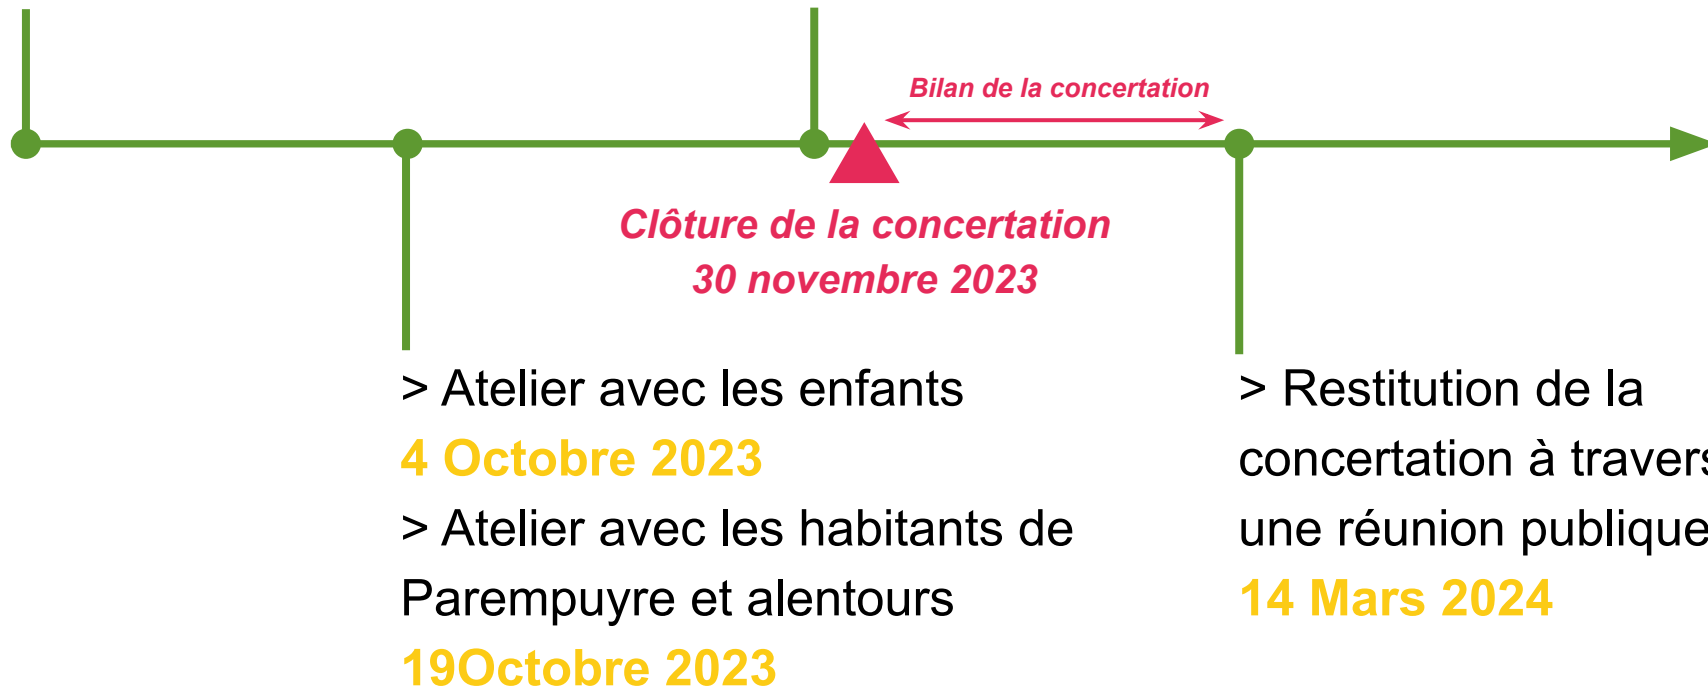 Bilan de la concertation
Clôture de la concertation
30 novembre 2023
> Atelier avec les enfants
4 Octobre 2023
> Atelier avec les habitants de
Parempuyre et alentours
19Octobre 2023
> Restitution de la
concertation à travers
une réunion publique
14 Mars 2024